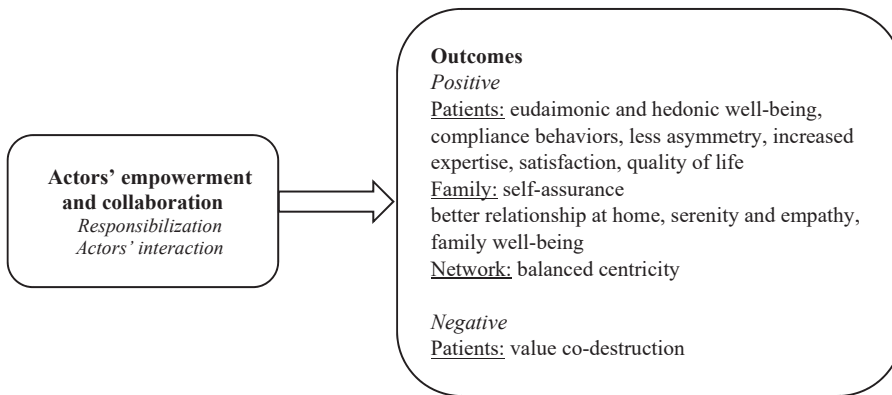 Actors' empowerment
and collaboration
Responsibilization
Actors' interaction
Outcomes
Positive
Patients: eudaimonic and hedonic well-being,
compliance behaviors, less asymmetry, increased
expertise, satisfaction, quality of life
Family: self-assurance
better relationship at home, serenity and empathy,
family well-being
Network: balanced centricity
Negative
Patients: value co-destruction